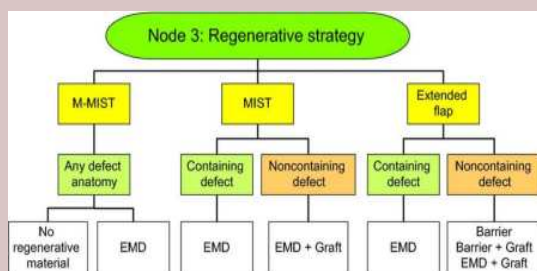 Node 3: Regenerative strategy
M-MIST
MIST
Extended
flap
Any defect
anatomy
Containing
defect
Noncontaining
defect
Containing
defect
Noncontaining
defect
No
regenerative
material
EMD
EMD
EMD + Graft
EMD
Barrier
Barrier + Graft
EMD + Graft